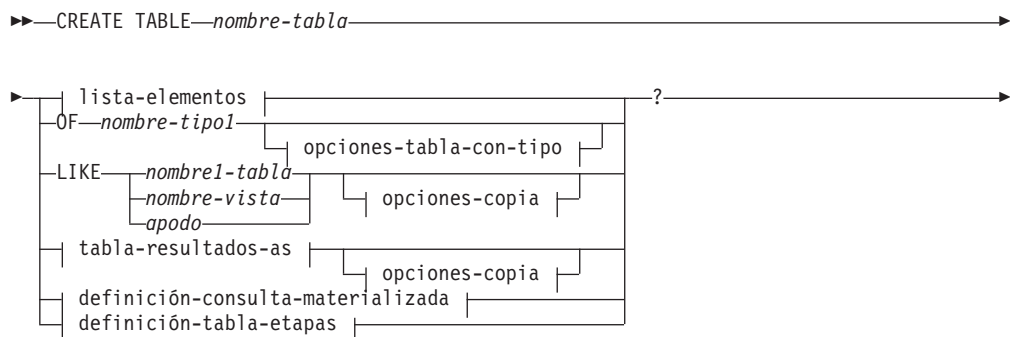 CREATE TABLE nombre-tabla
lista-elementos ?
OF nombre-tipo1
opciones-tabla-con-tipo
LIKE nombre1-tabla
nombre-vista opciones-copia
apodo
tabla-resultados-as
opciones-copia
definición-consulta-materializada
definición-tabla-etapas